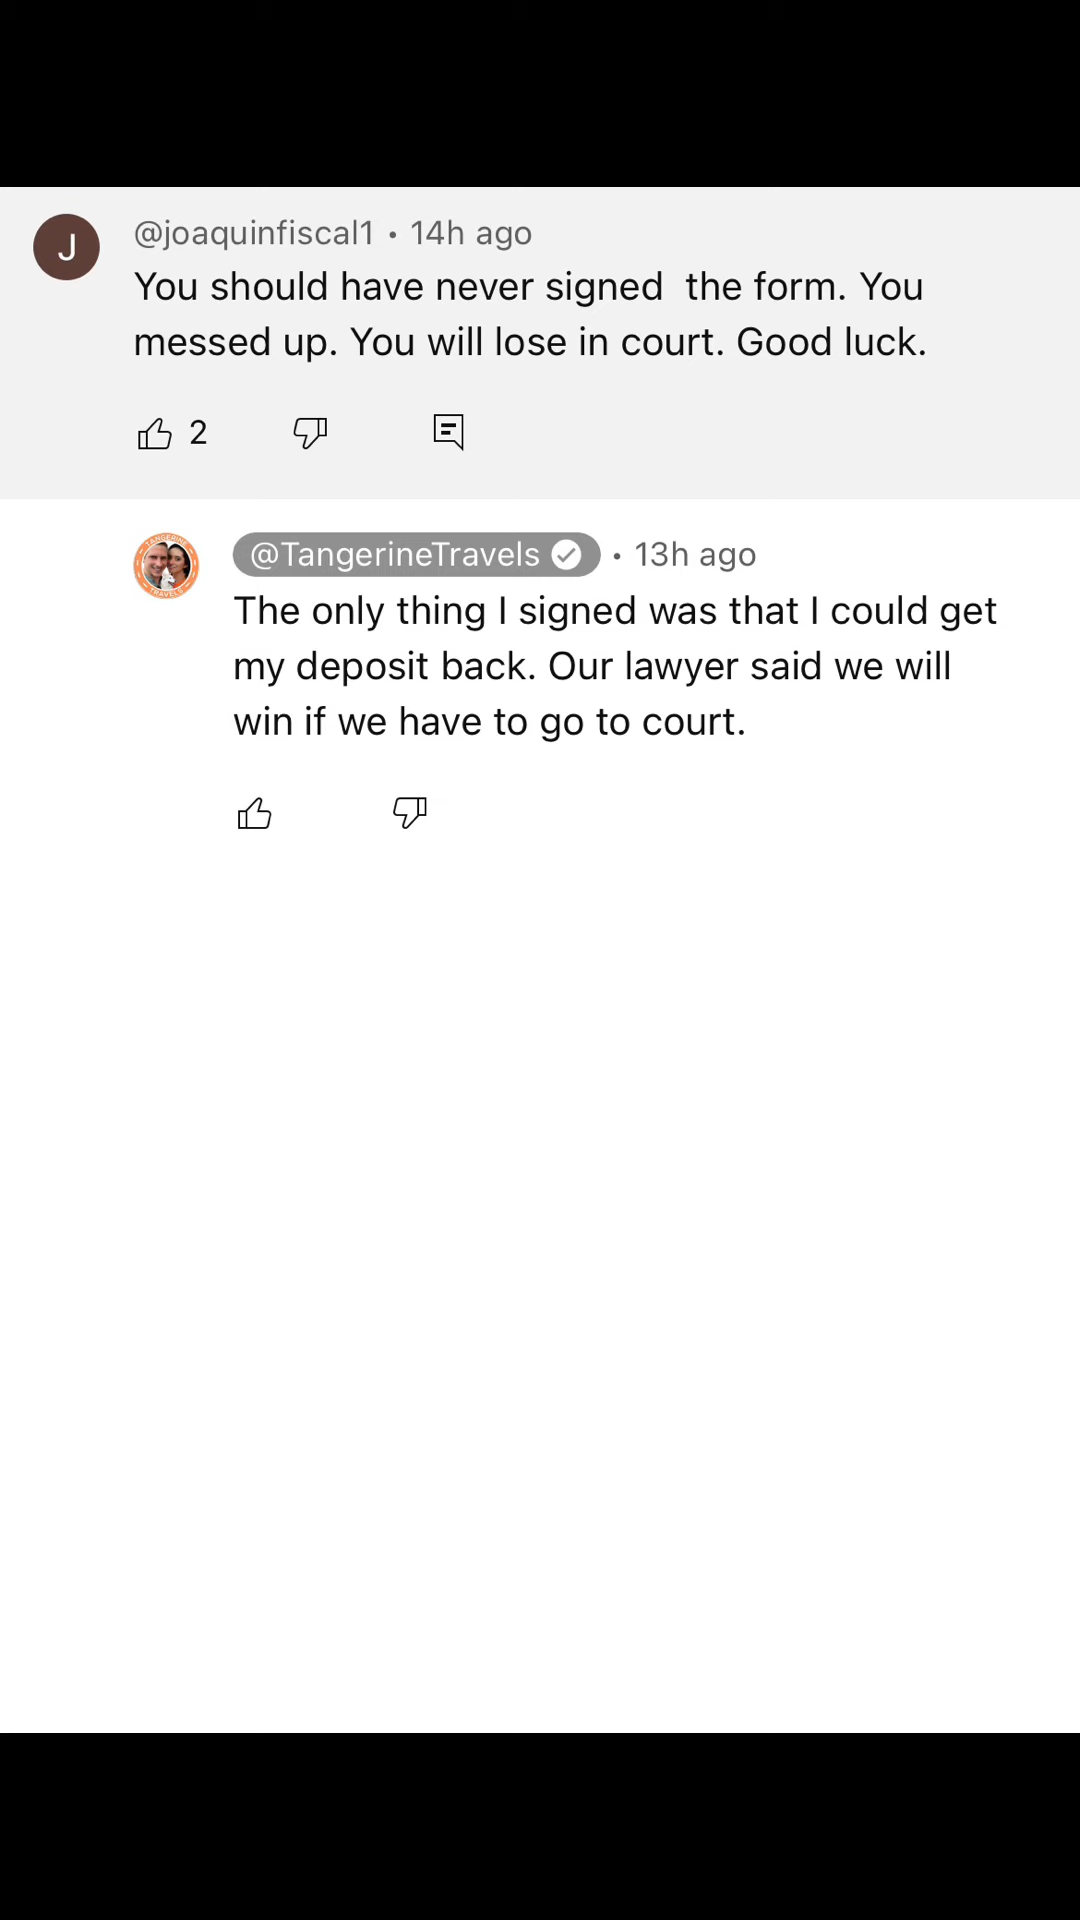 J
@joaquinfiscal1 • 14h ago
You should have never signed  the form. You
messed up. You will lose in court. Good luck.
2
TANGERINE
TRAVELS
@TangerineTravels • 13h ago
The only thing I signed was that I could get
my deposit back. Our lawyer said we will
win if we have to go to court.